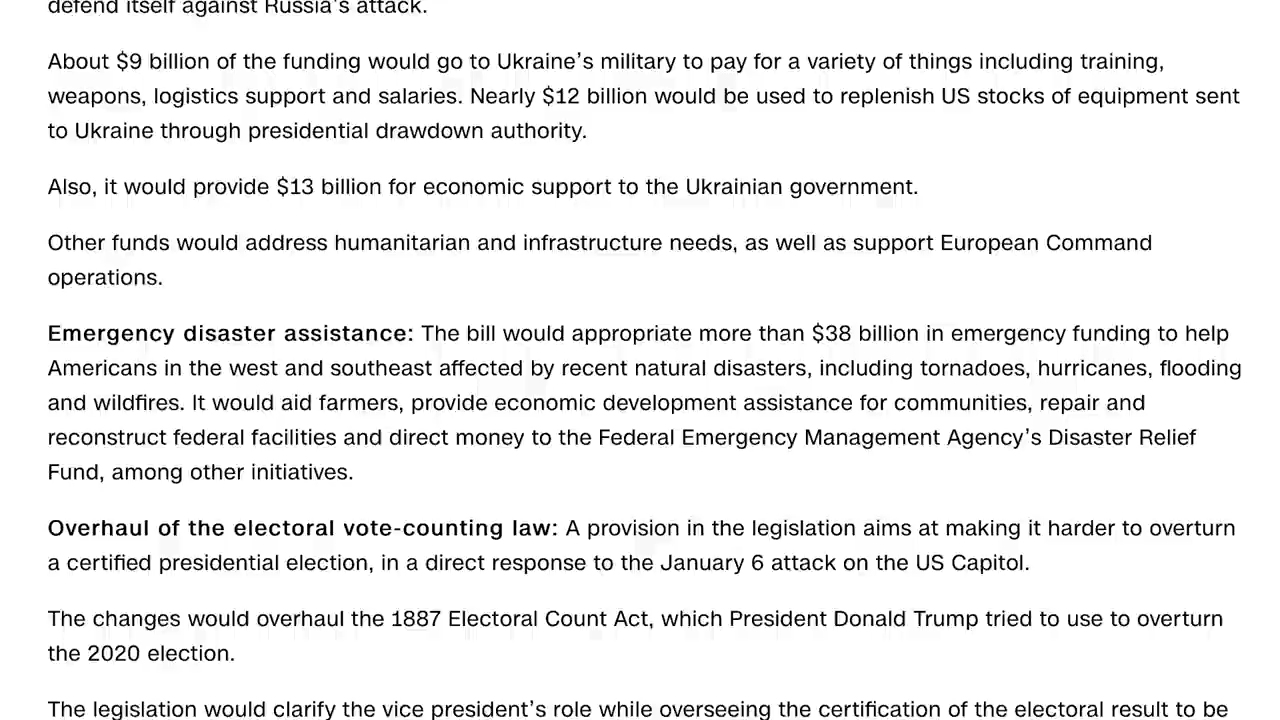 defend itself against Russia's attack.
About $9 billion of the funding would go to Ukraine's military to pay for a variety of things including training,
weapons, logistics support and salaries. Nearly $12 billion would be used to replenish US stocks of equipment sent
to Ukraine through presidential drawdown authority.
Also, it would provide $13 billion for economic support to the Ukrainian government.
Other funds would address humanitarian and infrastructure needs, as well as support European Command
operations.
Emergency disaster assistance: The bill would appropriate more than $38 billion in emergency funding to help
Americans in the west and southeast affected by recent natural disasters, including tornadoes, hurricanes, flooding
and wildfires. It would aid farmers, provide economic development assistance for communities, repair and
reconstruct federal facilities and direct money to the Federal Emergency Management Agency's Disaster Relief
Fund, among other initiatives.
Overhaul of the electoral vote-counting law: A provision in the legislation aims at making it harder to overturn
a certified presidential election, in a direct response to the January 6 attack on the US Capitol.
The changes would overhaul the 1887 Electoral Count Act, which President Donald Trump tried to use to overturn
the 2020 election.
The legislation would clarify the vice president's role while overseeing the certification of the electoral result to be